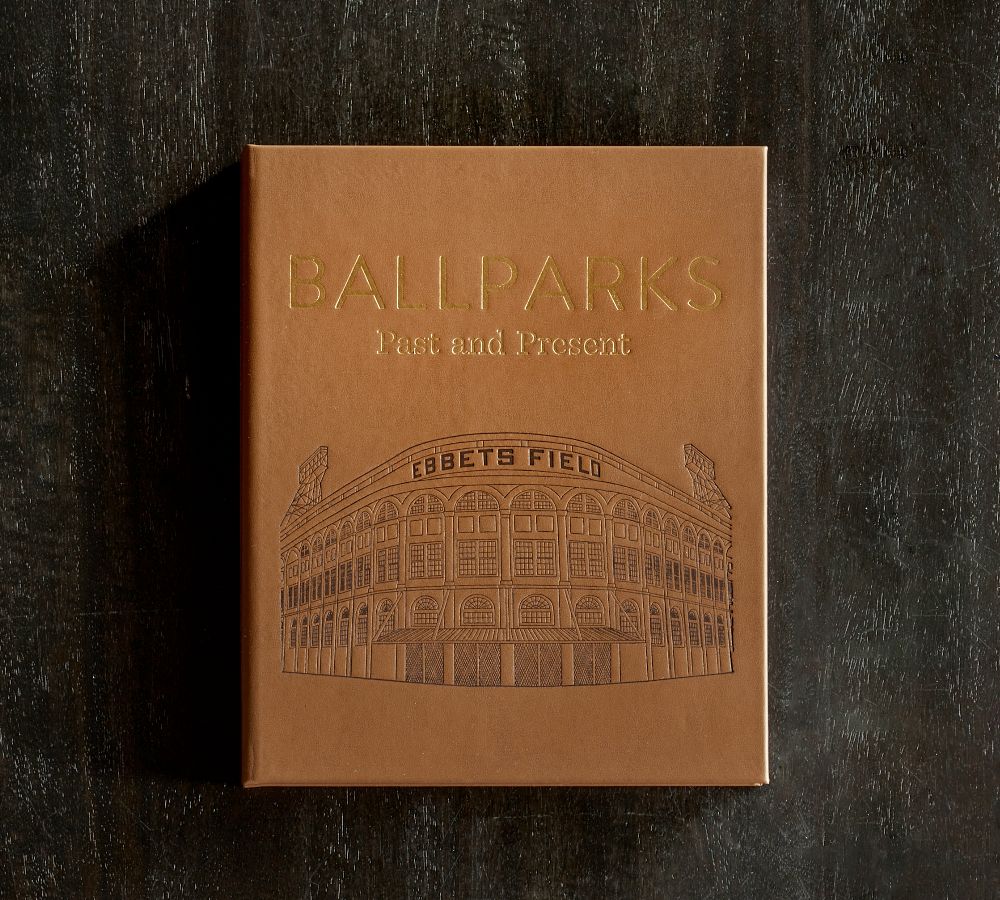 BALLPARKS
Past and Present
EBBETS FIELD